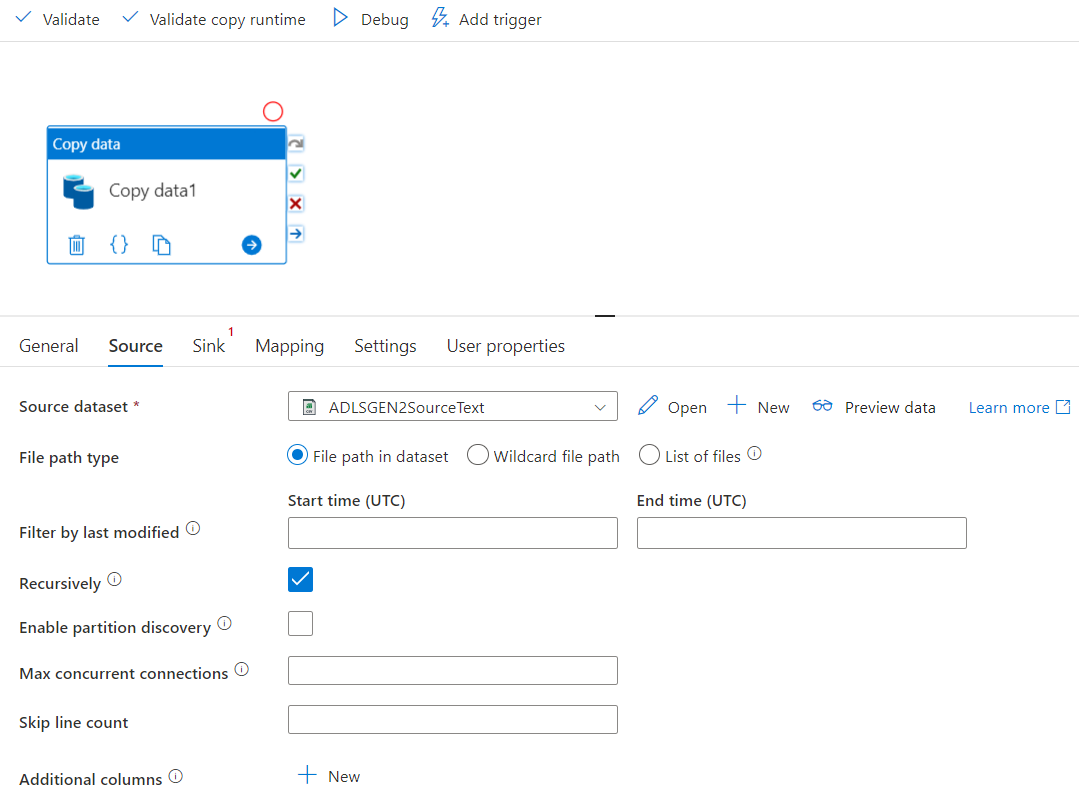 Validate Validate copy runtime Debug Add trigger
Copy data
Copy data1
General Source Sink 1 Mapping Settings User properties
Source dataset * ADLSGEN2SourceText Open New Preview data Learn more
File path type File path in dataset Wildcard file path List of files
Start time (UTC) End time (UTC)
Filter by last modified
Recursively
Enable partition discovery
Max concurrent connections
Skip line count
Additional columns New